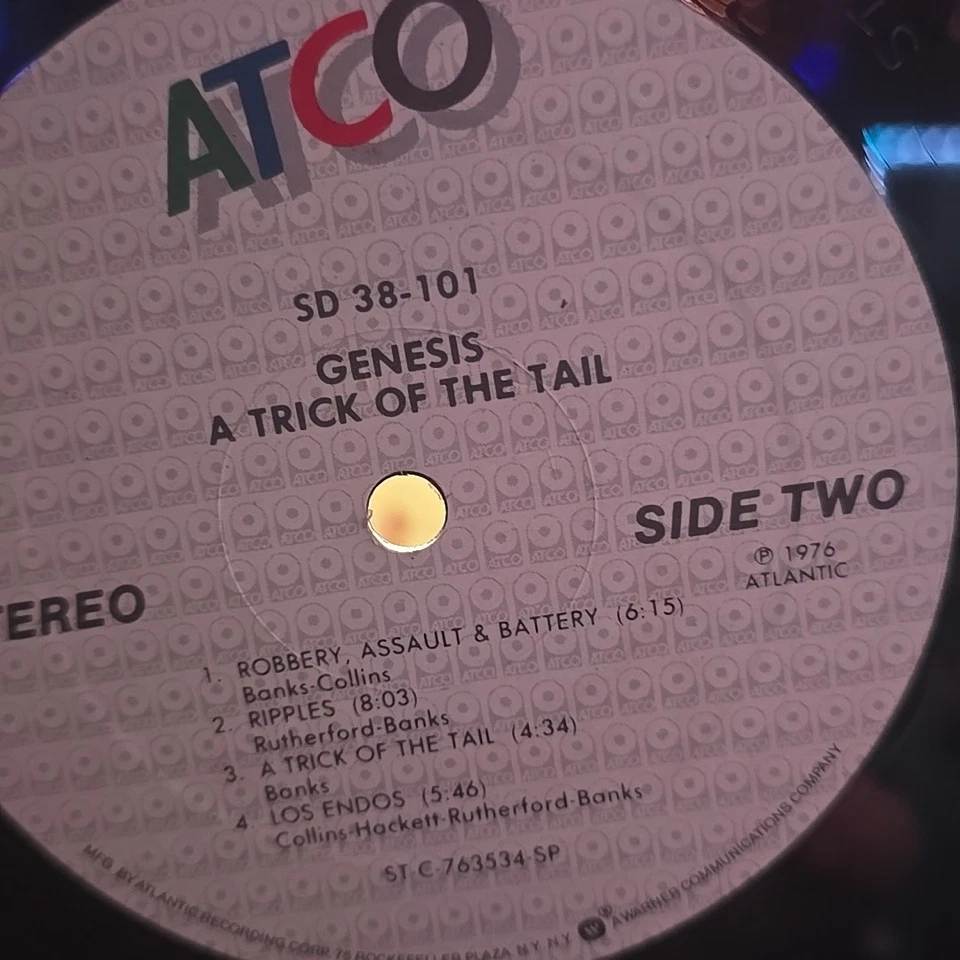 ATCO
SD 38-101
GENESIS
A TRICK OF THE TAIL
SIDE TWO
℗ 1976
ATLANTIC
TEREO
1. ROBBERY, ASSAULT & BATTERY (6:15)
Banks-Collins
2. RIPPLES (8:03)
Rutherford-Banks
3. A TRICK OF THE TAIL (4:34)
Banks
4. LOS ENDOS (5:46)
Collins-Hackett-Rutherford-Banks
ST-C-763534-SP
MFG BY ATLANTIC RECORDING CORP. 75 ROCKEFELLER PLAZA N.Y. N.Y. ® A WARNER COMMUNICATIONS COMPANY